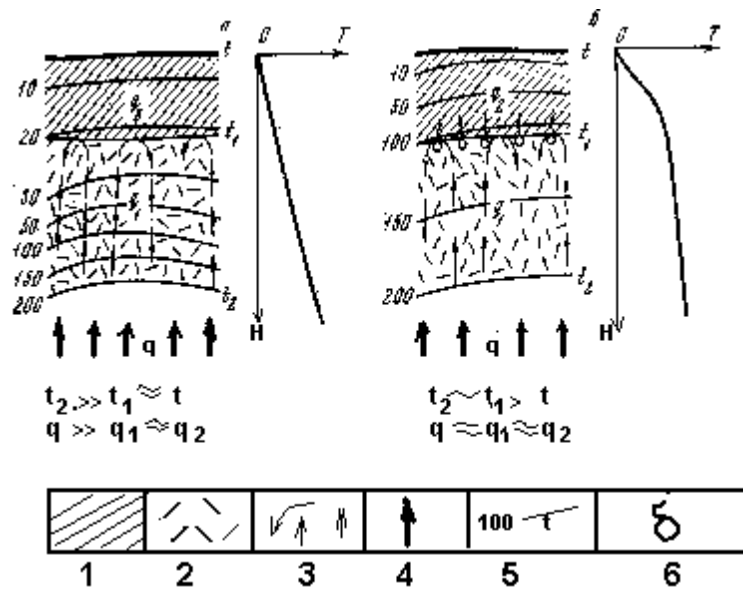 а 0 T б 0 T
t t
10 10
q₂ 50 q₂
20 t₁ 100 t₁
30
50 q₁ 150 q₁
100
150
200 t₂ 200 t₂
q H q H
t₂ >> t₁ ≈ t t₂ ~ t₁ > t
q >> q₁ ≈ q₂ q ≈ q₁ ≈ q₂
100 t
1 2 3 4 5 6